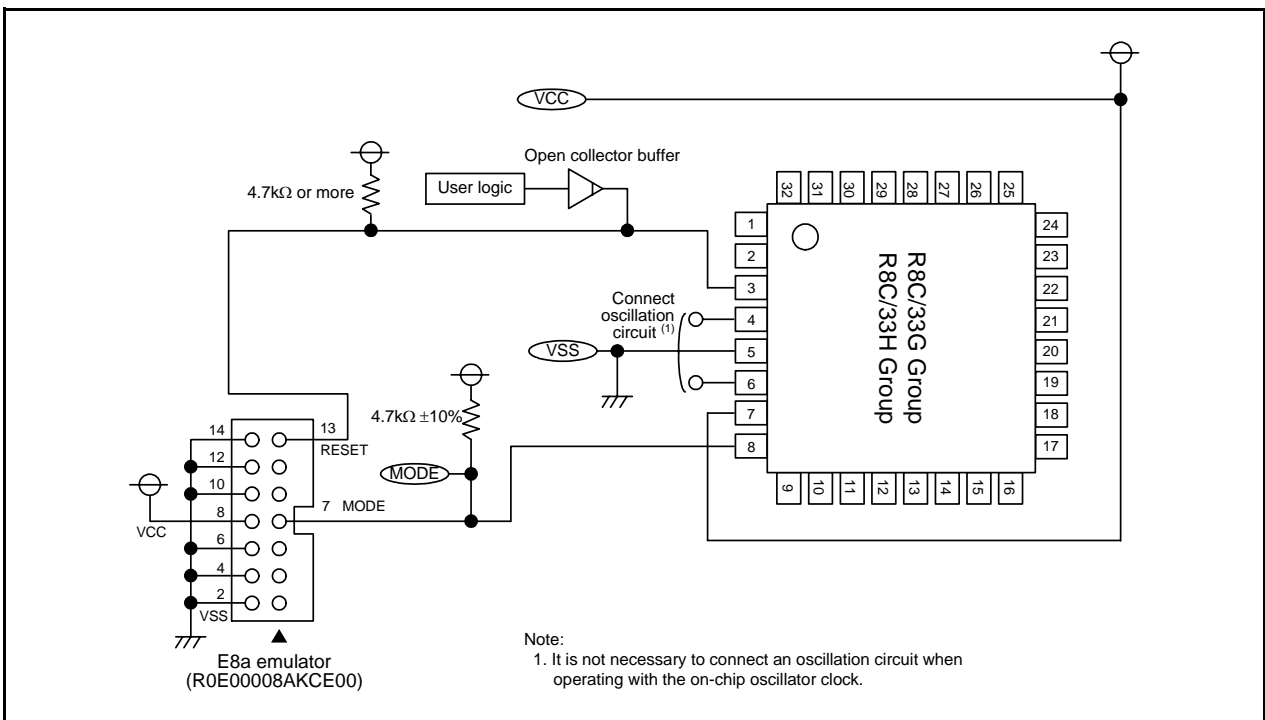 VCC
Open collector buffer
4.7kΩ or more
User logic
32 31 30 29 28 27 26 25
1
2
3
4
5
6
7
8
24
23
22
21
20
19
18
17
R8C/33G Group
R8C/33H Group
Connect
oscillation
circuit (1)
VSS
4.7kΩ ±10%
MODE
9 10 11 12 13 14 15 16
14
13
RESET
12
10
8
7 MODE
VCC
6
4
2
VSS
E8a emulator
(R0E00008AKCE00)
Note:
1. It is not necessary to connect an oscillation circuit when
operating with the on-chip oscillator clock.